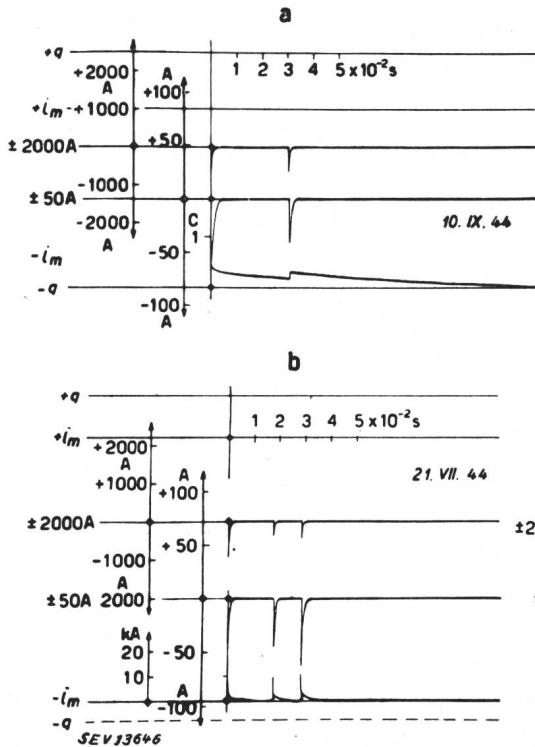 a
+q
+2000
A
A
1 2 3 4 5 x 10⁻² s
+100
+iₘ +1000
±2000A
+50
-1000
±50A
-2000
A
C
1
10. IX. 44
-iₘ
-50
-q
-100
A
b
+q
+iₘ
1 2 3 4 5 x 10⁻² s
+2000
A
A
21. VII. 44
+1000
+100
±2000A
±2
+50
-1000
A
±50A 2000
kA
20
-50
10
A
-iₘ
-100
-q
SEV13646